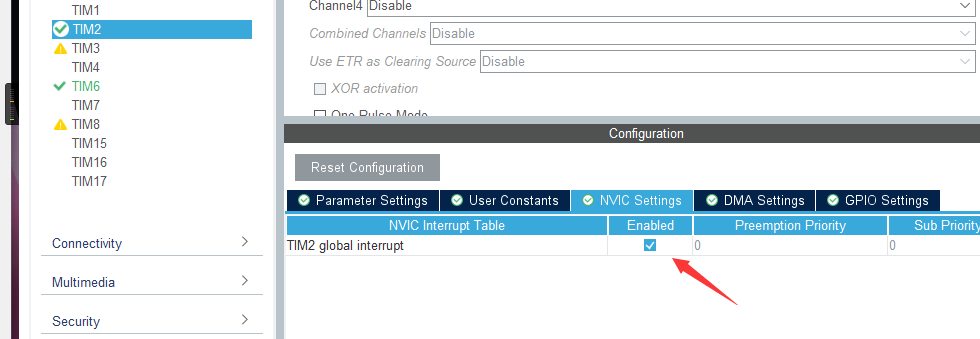 TIM1
TIM2
TIM3
TIM4
TIM6
TIM7
TIM8
TIM15
TIM16
TIM17
Connectivity
Multimedia
Security
Channel4 Disable
Combined Channels Disable
Use ETR as Clearing Source Disable
XOR activation
One Pulse Mode
Configuration
Reset Configuration
Parameter Settings User Constants NVIC Settings DMA Settings GPIO Settings
NVIC Interrupt Table Enabled Preemption Priority Sub Priority
TIM2 global interrupt 0 0